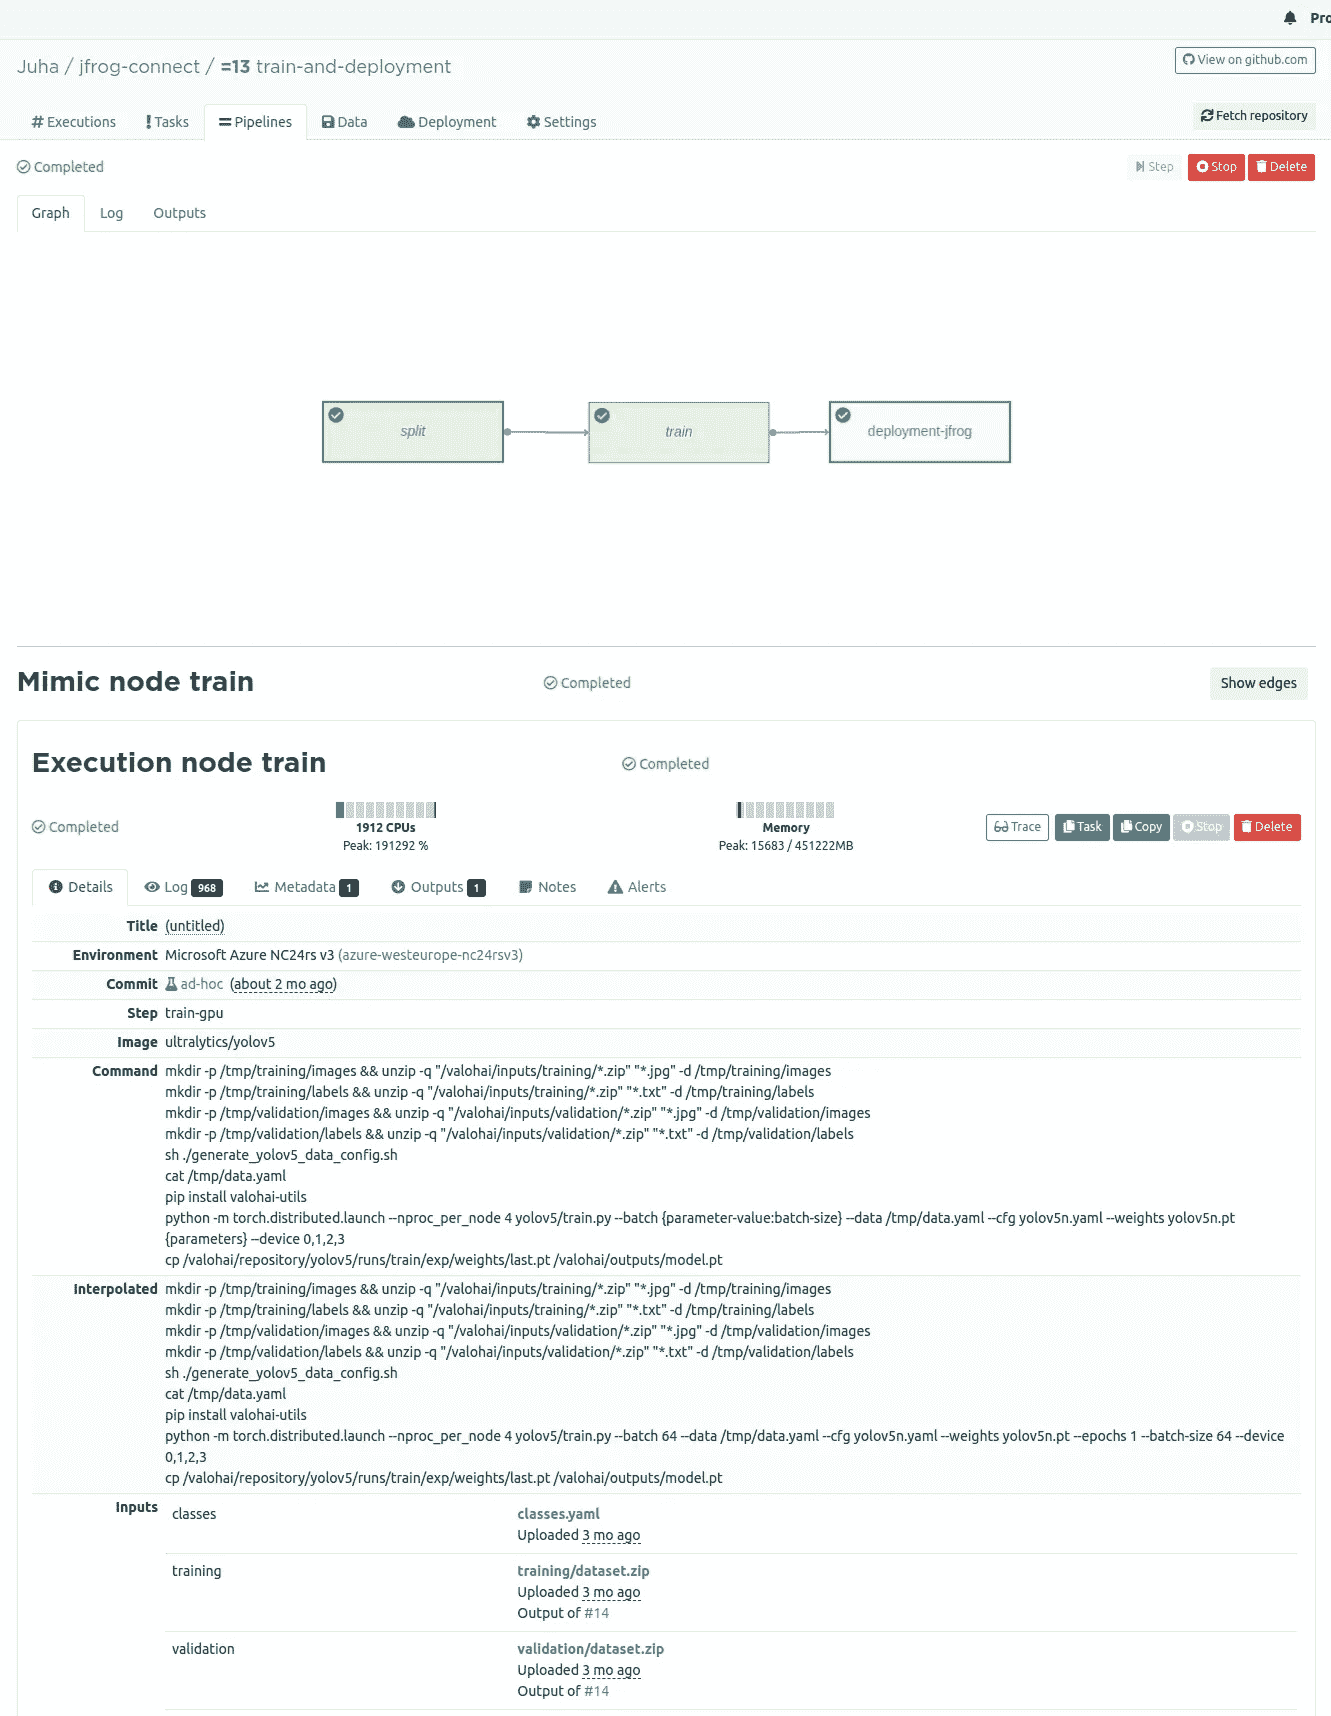 Juha / jfrog-connect / =13 train-and-deployment
View on github.com
Executions Tasks Pipelines Data Deployment Settings
Fetch repository
Completed
Step Stop Delete
Graph Log Outputs
split
train
deployment-jfrog
Mimic node train
Completed
Show edges
Execution node train
Completed
Completed
1912 CPUs
Peak: 191292 %
Memory
Peak: 15683 / 451222MB
Trace Task Copy Stop Delete
Details Log 968 Metadata 1 Outputs 1 Notes Alerts
Title (untitled)
Environment Microsoft Azure NC24rs v3 (azure-westeurope-nc24rsv3)
Commit ad-hoc (about 2 mo ago)
Step train-gpu
Image ultralytics/yolov5
Command mkdir -p /tmp/training/images && unzip -q "/valohai/inputs/training/*.zip" "*.jpg" -d /tmp/training/images
mkdir -p /tmp/training/labels && unzip -q "/valohai/inputs/training/*.zip" "*.txt" -d /tmp/training/labels
mkdir -p /tmp/validation/images && unzip -q "/valohai/inputs/validation/*.zip" "*.jpg" -d /tmp/validation/images
mkdir -p /tmp/validation/labels && unzip -q "/valohai/inputs/validation/*.zip" "*.txt" -d /tmp/validation/labels
sh ./generate_yolov5_data_config.sh
cat /tmp/data.yaml
pip install valohai-utils
python -m torch.distributed.launch --nproc_per_node 4 yolov5/train.py --batch {parameter-value:batch-size} --data /tmp/data.yaml --cfg yolov5n.yaml --weights yolov5n.pt
{parameters} --device 0,1,2,3
cp /valohai/repository/yolov5/runs/train/exp/weights/last.pt /valohai/outputs/model.pt
Interpolated mkdir -p /tmp/training/images && unzip -q "/valohai/inputs/training/*.zip" "*.jpg" -d /tmp/training/images
mkdir -p /tmp/training/labels && unzip -q "/valohai/inputs/training/*.zip" "*.txt" -d /tmp/training/labels
mkdir -p /tmp/validation/images && unzip -q "/valohai/inputs/validation/*.zip" "*.jpg" -d /tmp/validation/images
mkdir -p /tmp/validation/labels && unzip -q "/valohai/inputs/validation/*.zip" "*.txt" -d /tmp/validation/labels
sh ./generate_yolov5_data_config.sh
cat /tmp/data.yaml
pip install valohai-utils
python -m torch.distributed.launch --nproc_per_node 4 yolov5/train.py --batch 64 --data /tmp/data.yaml --cfg yolov5n.yaml --weights yolov5n.pt --epochs 1 --batch-size 64 --device
0,1,2,3
cp /valohai/repository/yolov5/runs/train/exp/weights/last.pt /valohai/outputs/model.pt
Inputs
classes classes.yaml
Uploaded 3 mo ago
training training/dataset.zip
Uploaded 3 mo ago
Output of #14
validation validation/dataset.zip
Uploaded 3 mo ago
Output of #14